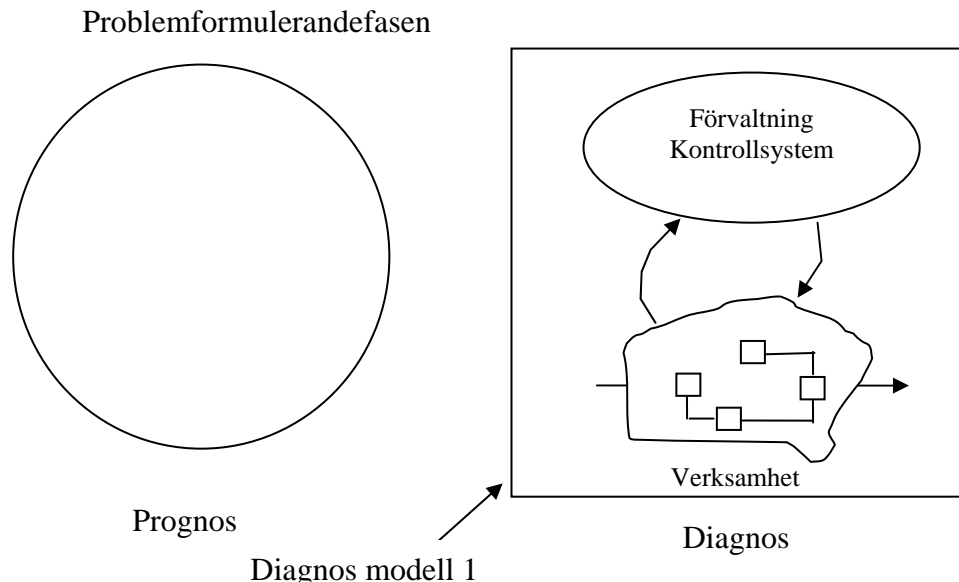 Problemformulerandefasen
Förvaltning
Kontrollsystem
Verksamhet
Prognos
Diagnos
Diagnos modell 1